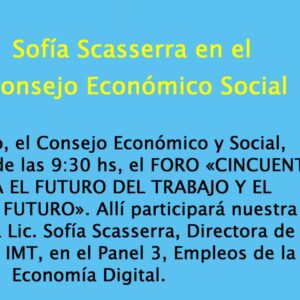 Sofía Scasserra en el
onsejo Económico Social
o, el Consejo Económico y Social,
de las 9:30 hs, el FORO «CINCUENT
A EL FUTURO DEL TRABAJO Y EL
FUTURO». Allí participará nuestra
Lic. Sofía Scasserra, Directora de
IMT, en el Panel 3, Empleos de la
Economía Digital.